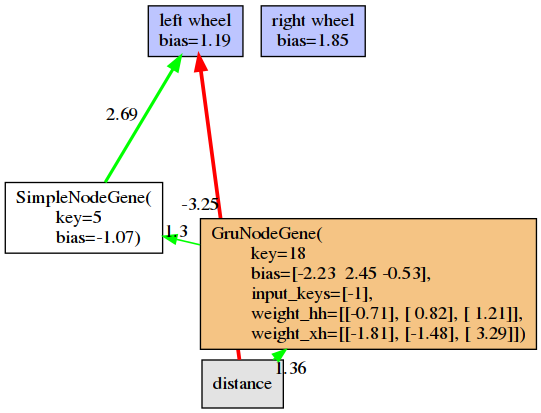 left wheel
bias=1.19
right wheel
bias=1.85
2.69
SimpleNodeGene(
key=5
bias=-1.07)
-3.25
1.3
GruNodeGene(
key=18
bias=[-2.23 2.45 -0.53],
input_keys=[-1],
weight_hh=[[-0.71], [ 0.82], [ 1.21]],
weight_xh=[[-1.81], [-1.48], [ 3.29]])
distance
1.36